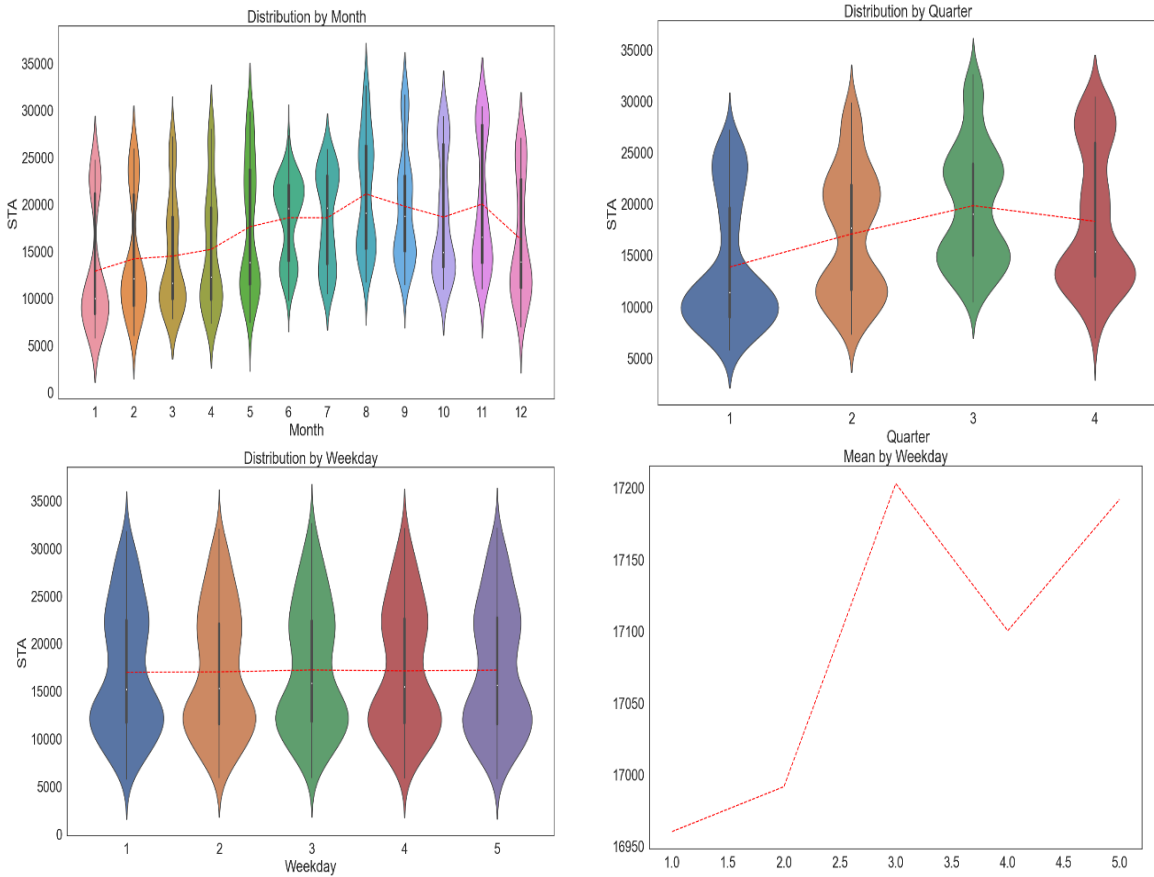 Distribution by Month
STA
35000
30000
25000
20000
15000
10000
5000
0
1 2 3 4 5 6 7 8 9 10 11 12
Month
Distribution by Quarter
STA
35000
30000
25000
20000
15000
10000
5000
1 2 3 4
Quarter
Distribution by Weekday
STA
35000
30000
25000
20000
15000
10000
5000
0
1 2 3 4 5
Weekday
Mean by Weekday
17200
17150
17100
17050
17000
16950
1.0 1.5 2.0 2.5 3.0 3.5 4.0 4.5 5.0